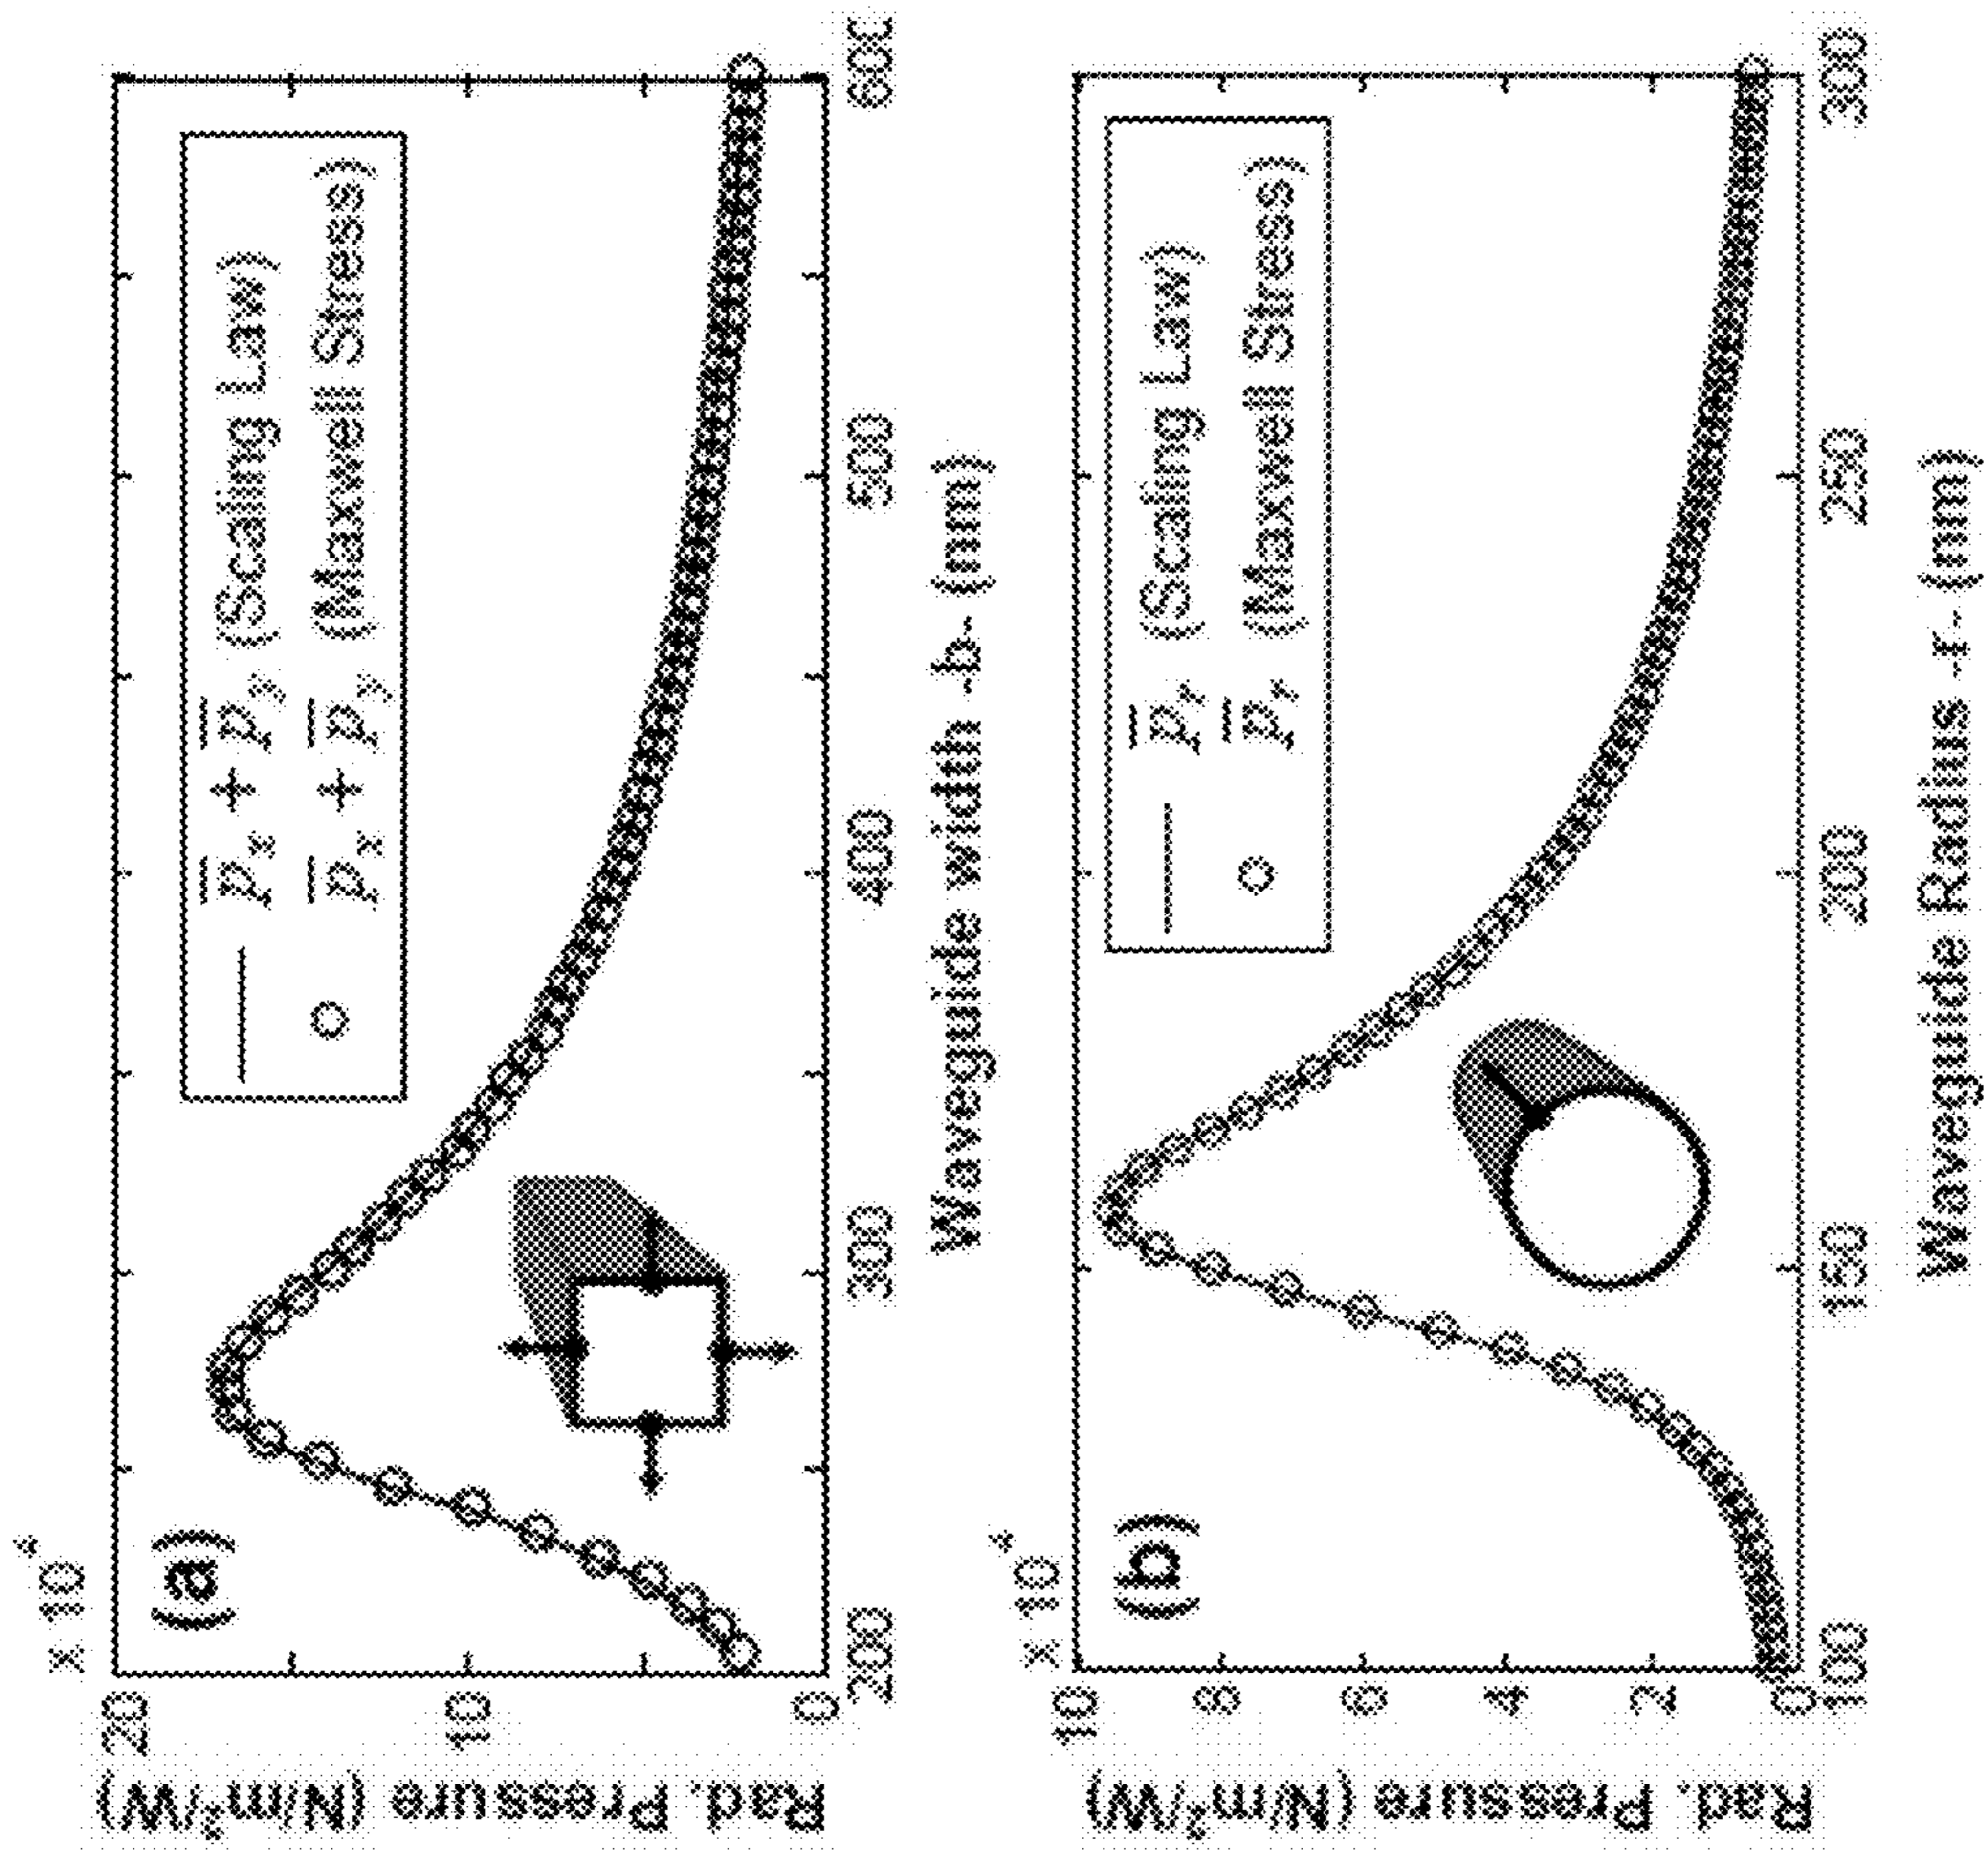 x 10⁴
(a)
20
10
0
Rad. Pressure (N/m²/W)
p̅x + p̅y (Scaling Law)
p̅x + p̅y (Maxwell Stress)
200
300
400
500
600
Waveguide width -b- (nm)
x 10⁴
(b)
10
8
6
4
2
0
Rad. Pressure (N/m²/W)
p̅r (Scaling Law)
p̅r (Maxwell Stress)
100
150
200
250
300
Waveguide Radius -r- (nm)